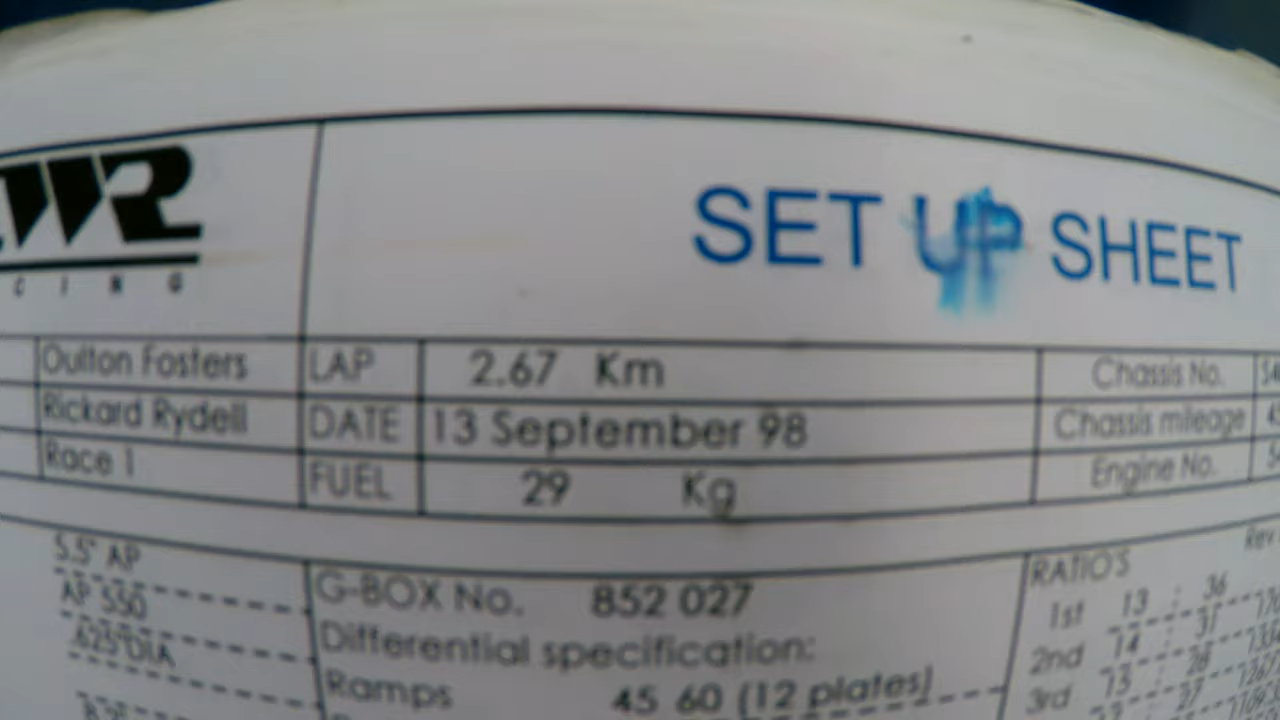 TWR
SET UP SHEET
C I N G
Oulton Fosters LAP 2.67 Km Chassis No.
Rickard Rydell DATE 13 September 98 Chassis mileage
Race 1 FUEL 29 Kg Engine No.
5.5" AP G-BOX No. 852 027 RATIO'S Rev
AP 550 Differential specification: 1st 13 : 36
.625"DIA Ramps 45 60 (12 plates) 2nd 14 : 31
3rd 13 : 28